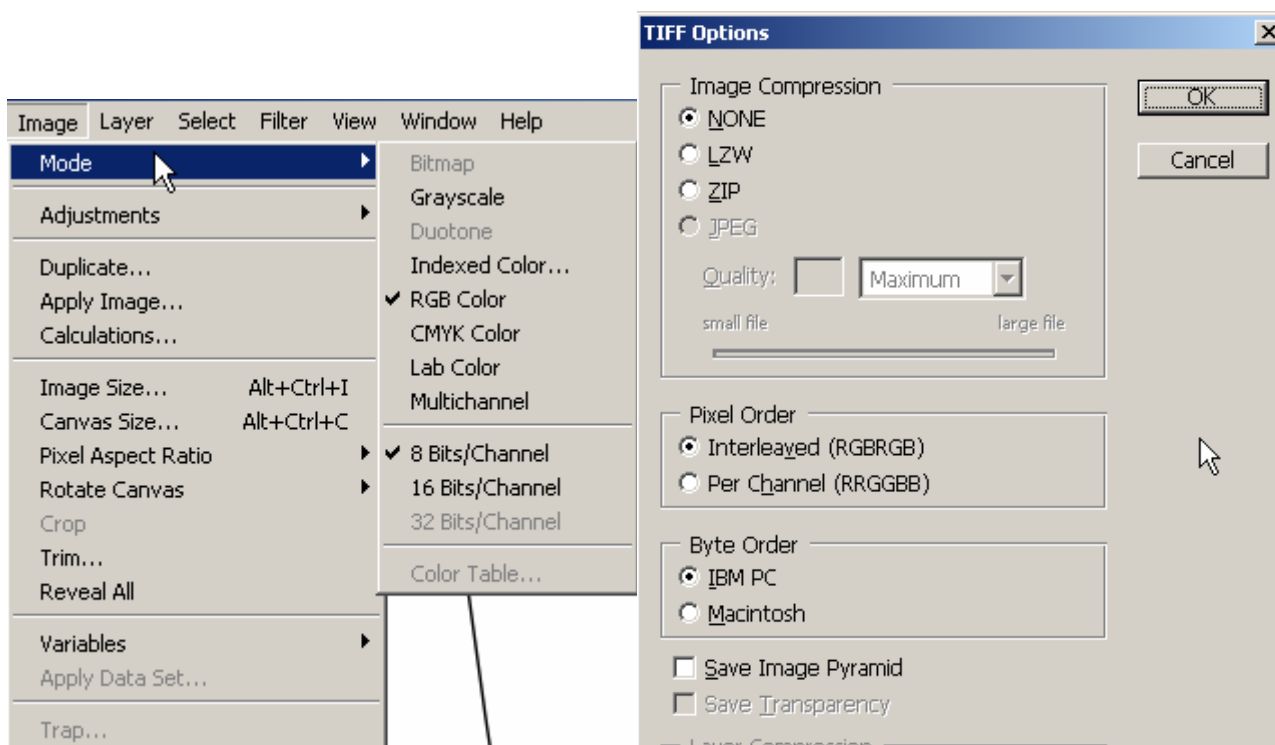 Image Layer Select Filter View Window Help
Mode
Adjustments
Duplicate...
Apply Image...
Calculations...
Image Size... Alt+Ctrl+I
Canvas Size... Alt+Ctrl+C
Pixel Aspect Ratio
Rotate Canvas
Crop
Trim...
Reveal All
Variables
Apply Data Set...
Trap...
Bitmap
Grayscale
Duotone
Indexed Color...
RGB Color
CMYK Color
Lab Color
Multichannel
8 Bits/Channel
16 Bits/Channel
32 Bits/Channel
Color Table...
TIFF Options
Image Compression
NONE
LZW
ZIP
JPEG
Quality: Maximum
small file large file
Pixel Order
Interleaved (RGBRGB)
Per Channel (RRGGBB)
Byte Order
IBM PC
Macintosh
Save Image Pyramid
Save Transparency
Layer Compression
OK
Cancel